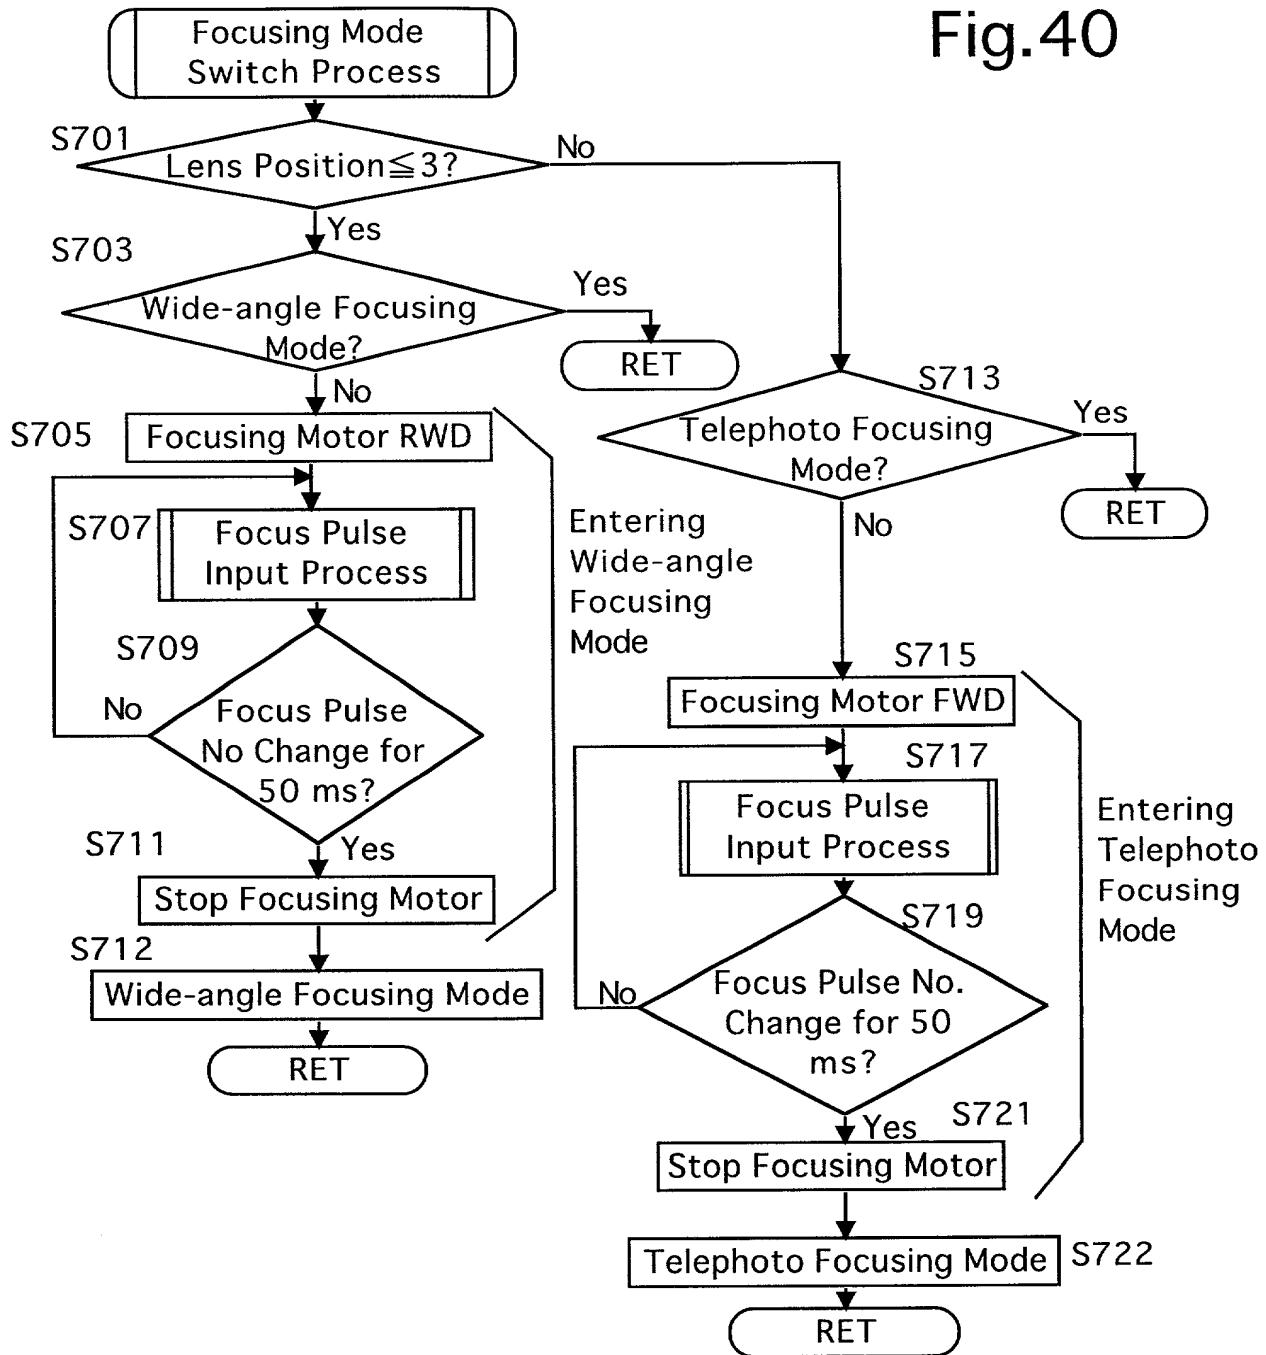 Fig.40
Focusing Mode
Switch Process
S701
Lens Position≦3?
No
Yes
S703
Wide-angle Focusing
Mode?
Yes
RET
No
S705
Focusing Motor RWD
S707
Focus Pulse
Input Process
S709
Focus Pulse
No Change for
50 ms?
No
Yes
S711
Stop Focusing Motor
S712
Wide-angle Focusing Mode
RET
Entering
Wide-angle
Focusing
Mode
S713
Telephoto Focusing
Mode?
Yes
RET
No
S715
Focusing Motor FWD
S717
Focus Pulse
Input Process
S719
Focus Pulse No.
Change for 50
ms?
No
Yes
S721
Stop Focusing Motor
Telephoto Focusing Mode
S722
RET
Entering
Telephoto
Focusing
Mode